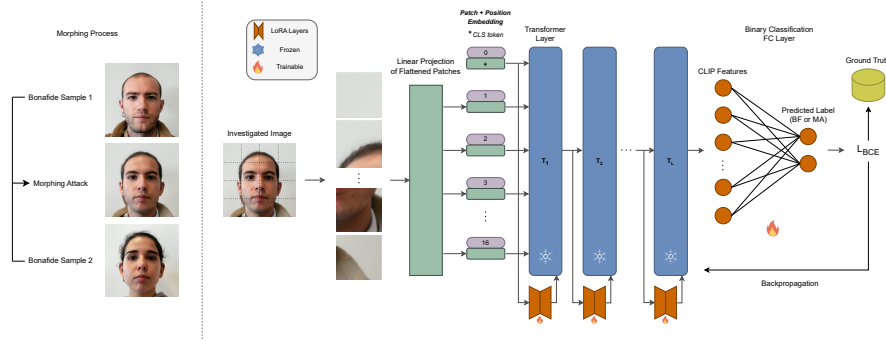 Morphing Process
Bonafide Sample 1
Morphing Attack
Bonafide Sample 2
LoRA Layers
Frozen
Trainable
Investigated Image
Linear Projection
of Flattened Patches
Patch + Position
Embedding
* CLS token
0
*
1
2
3
16
Transformer
Layer
T1
T2
TL
Binary Classification
FC Layer
CLIP Features
Predicted Label
(BF or MA)
Ground Trut
LBCE
Backpropagation